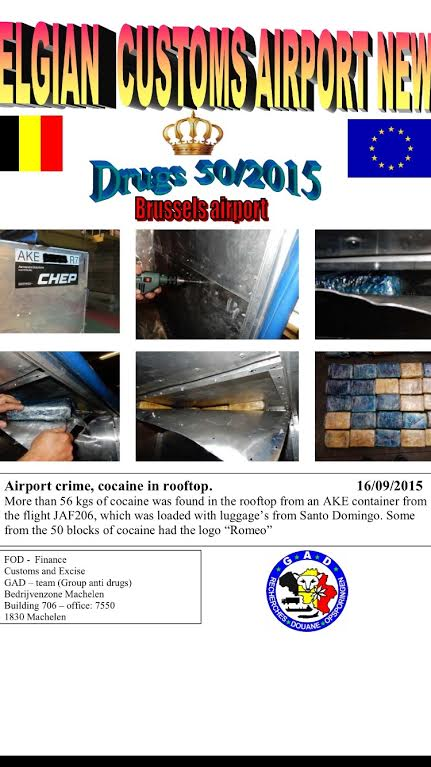 ELGIAN CUSTOMS AIRPORT NEW
Drugs 50/2015
Brussels airport
AKE R7
CHEP
Airport crime, cocaine in rooftop. 16/09/2015
More than 56 kgs of cocaine was found in the rooftop from an AKE container from
the flight JAF206, which was loaded with luggage’s from Santo Domingo. Some
from the 50 blocks of cocaine had the logo “Romeo”
FOD - Finance
Customs and Excise
GAD – team (Group anti drugs)
Bedrijvenzone Machelen
Building 706 – office: 7550
1830 Machelen
G A D
RECHERCHES DOUANE OPSPORINGEN